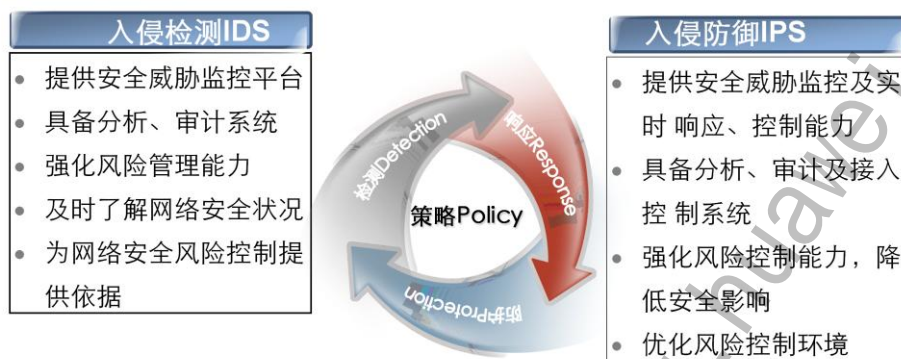 入侵检测IDS
提供安全威胁监控平台
具备分析、审计系统
强化风险管理能力
及时了解网络安全状况
为网络安全风险控制提
供依据
检测Detection
响应Response
策略Policy
防护Protection
入侵防御IPS
提供安全威胁监控及实
时 响应、控制能力
具备分析、审计及接入
控 制系统
强化风险控制能力，降
低安全影响
优化风险控制环境
huawei.